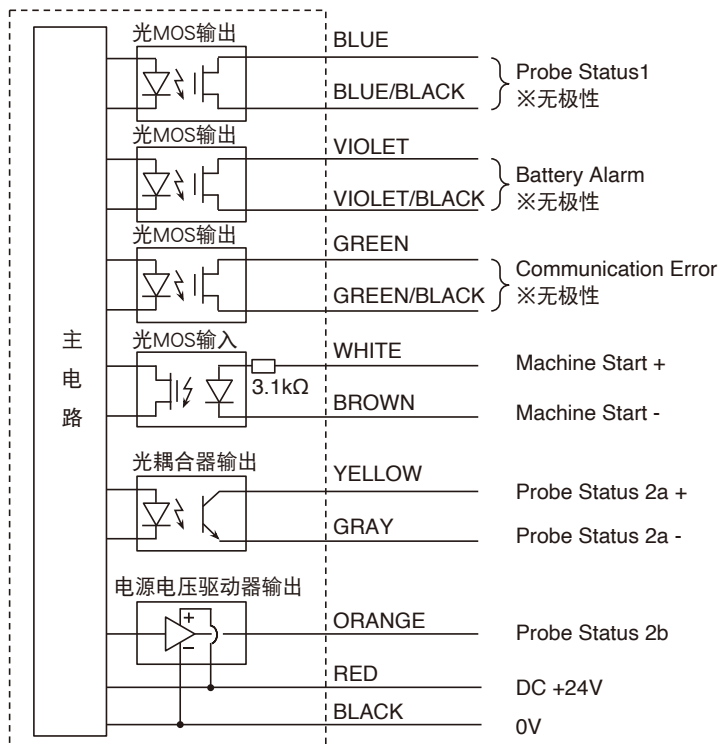 光MOS输出
BLUE
BLUE/BLACK
Probe Status1
※无极性
光MOS输出
VIOLET
VIOLET/BLACK
Battery Alarm
※无极性
光MOS输出
GREEN
GREEN/BLACK
Communication Error
※无极性
主电路
光MOS输入
3.1kΩ
WHITE
Machine Start +
BROWN
Machine Start -
光耦合器输出
YELLOW
Probe Status 2a +
GRAY
Probe Status 2a -
电源电压驱动器输出
+
−
ORANGE
Probe Status 2b
RED
DC +24V
BLACK
0V